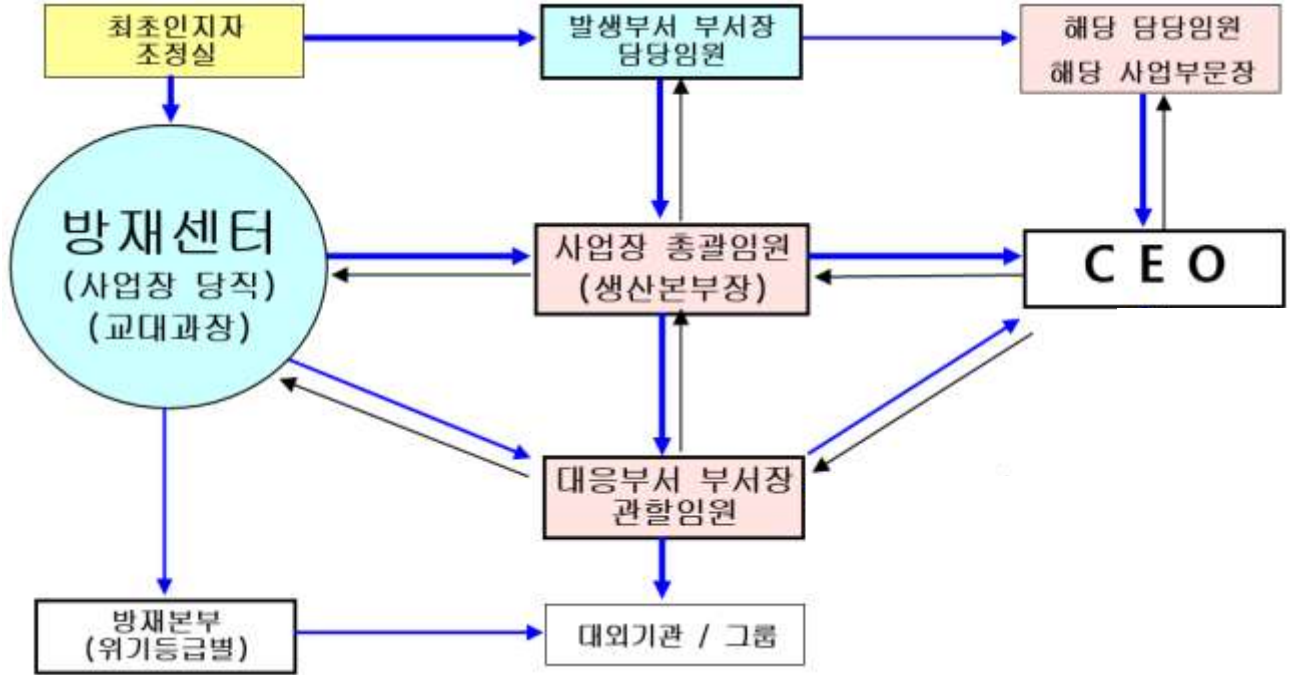 최초인지자
조정실
발생부서 부서장
담당임원
해당 담당임원
해당 사업부문장
방재센터
(사업장 당직)
(교대과장)
사업장 총괄임원
(생산본부장)
C E O
대응부서 부서장
관할임원
방재본부
(위기등급별)
대외기관 / 그룹